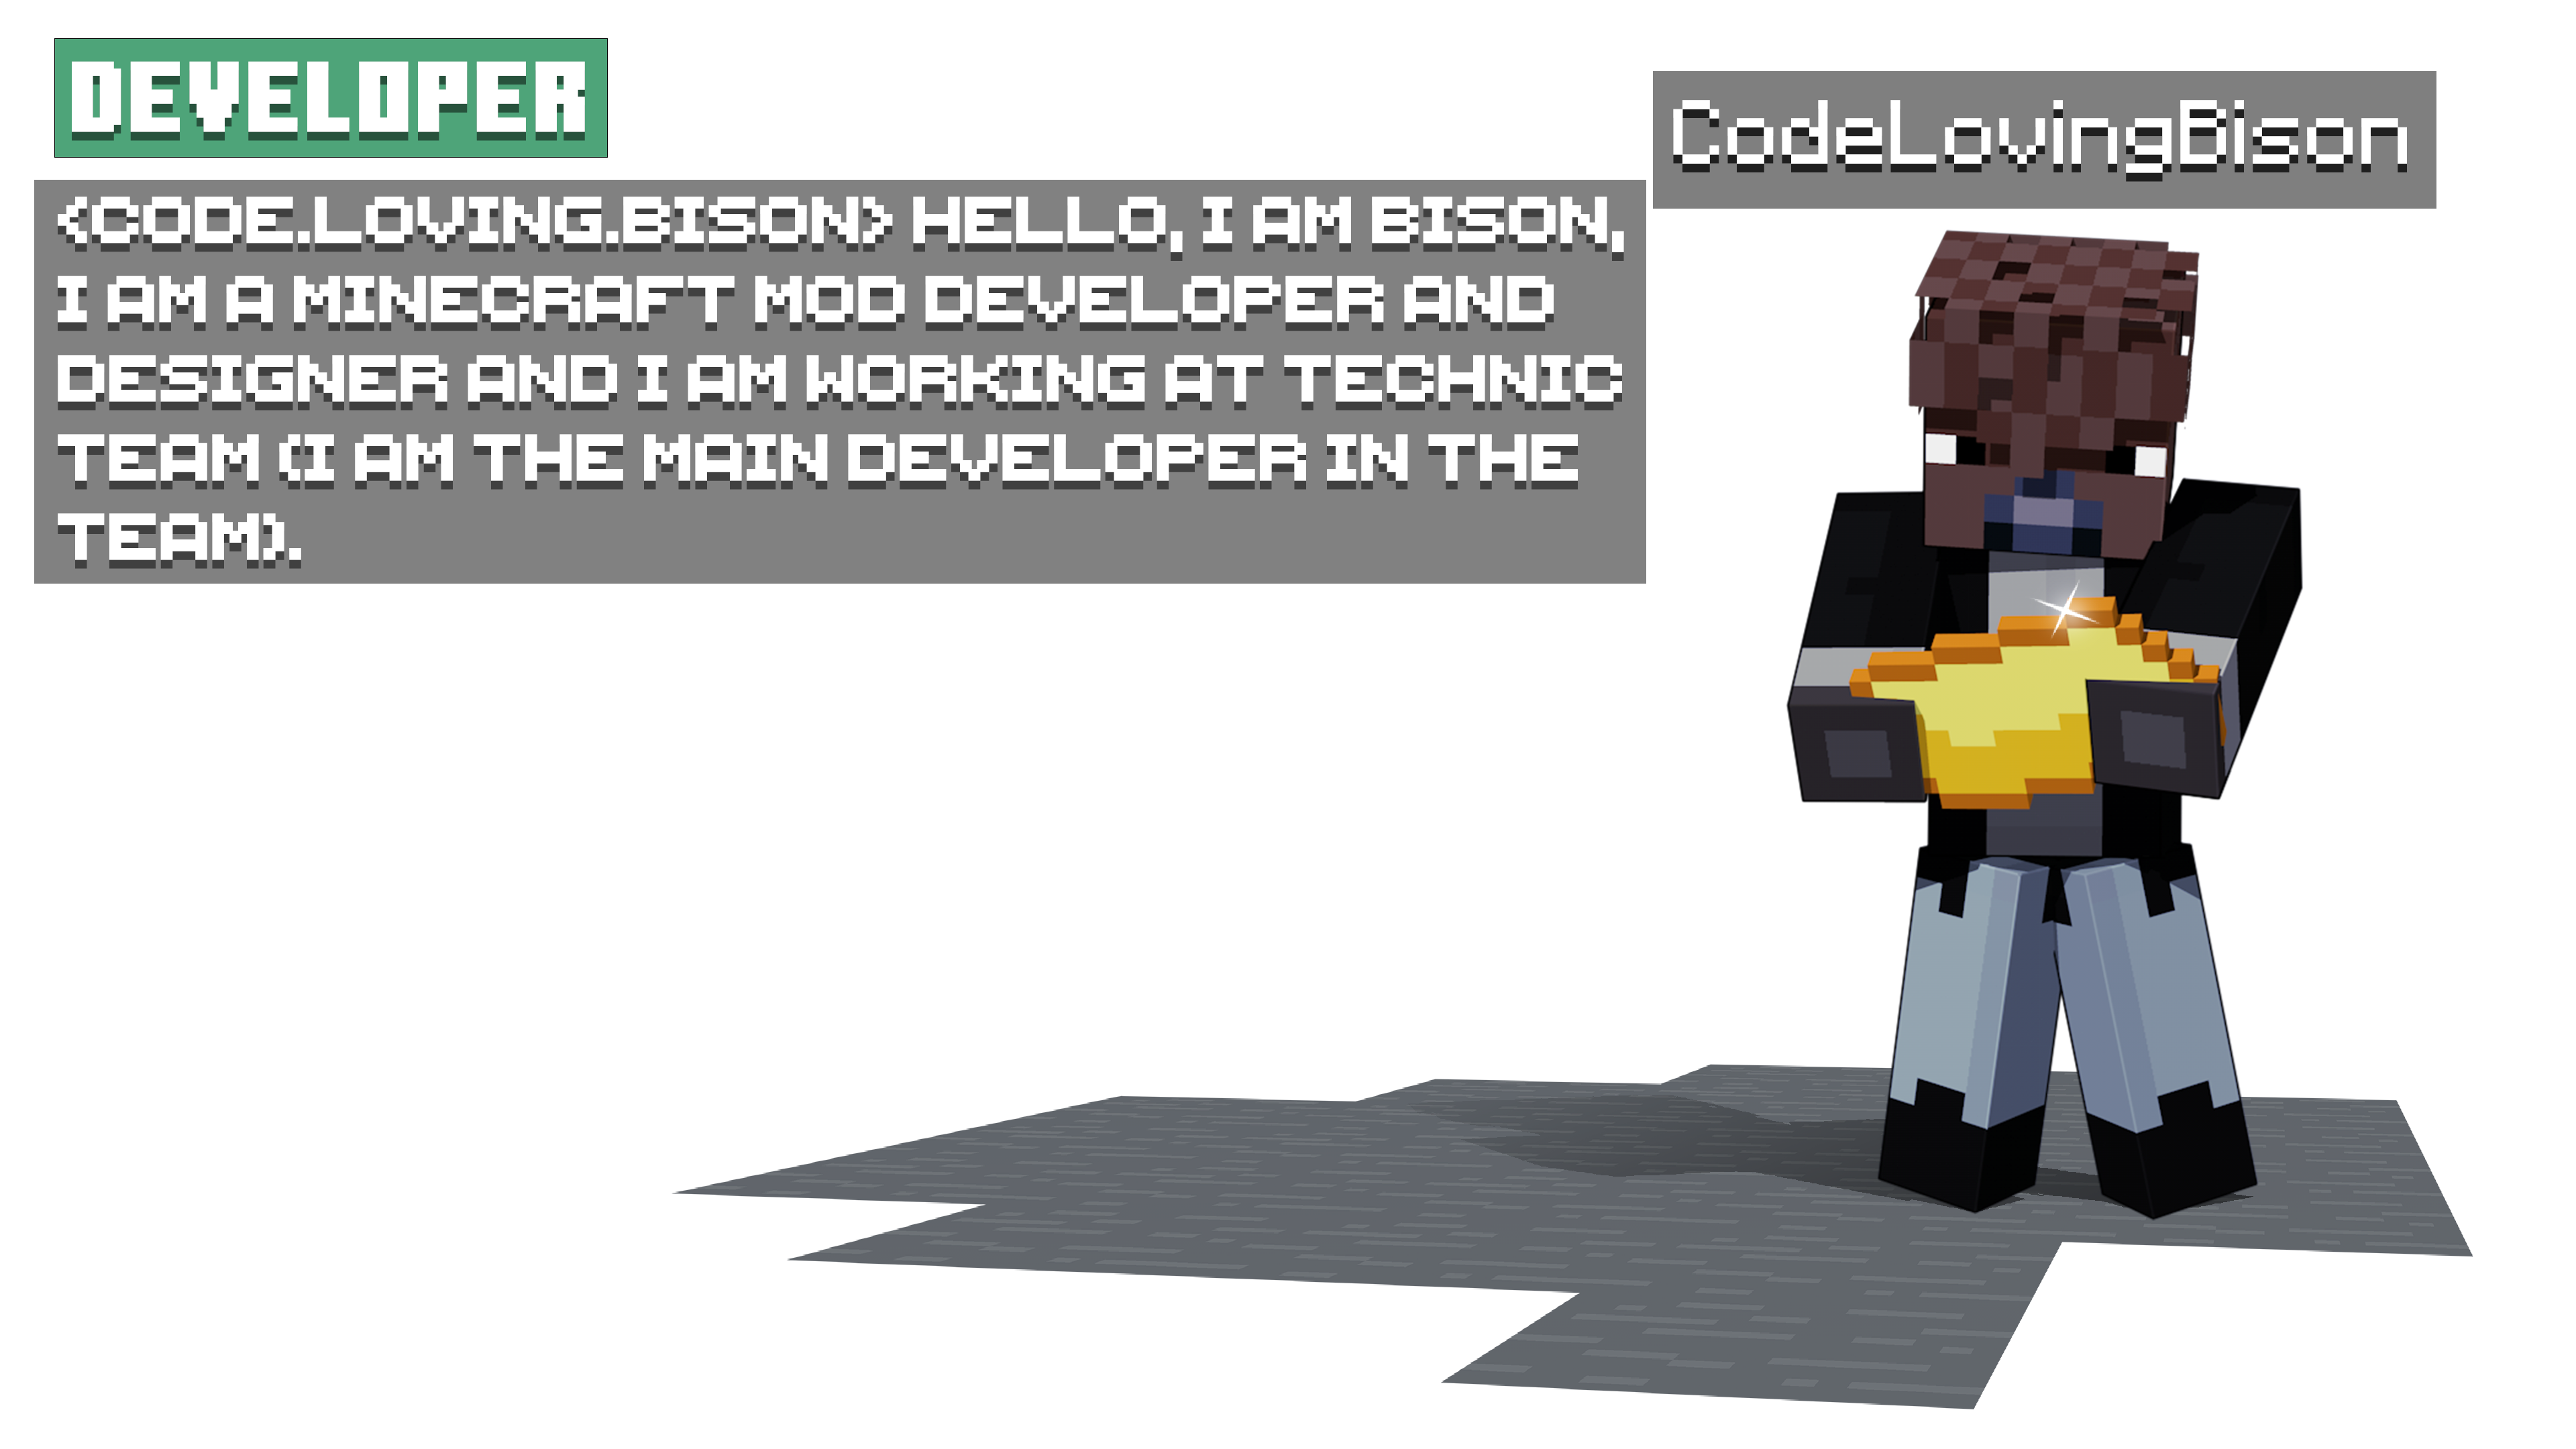 DEVELOPER
CodeLovingBison
<CODE.LOVING.BISON> HELLO, I AM BISON,
I AM A MINECRAFT MOD DEVELOPER AND
DESIGNER AND I AM WORKING AT TECHNIC
TEAM (I AM THE MAIN DEVELOPER IN THE
TEAM).